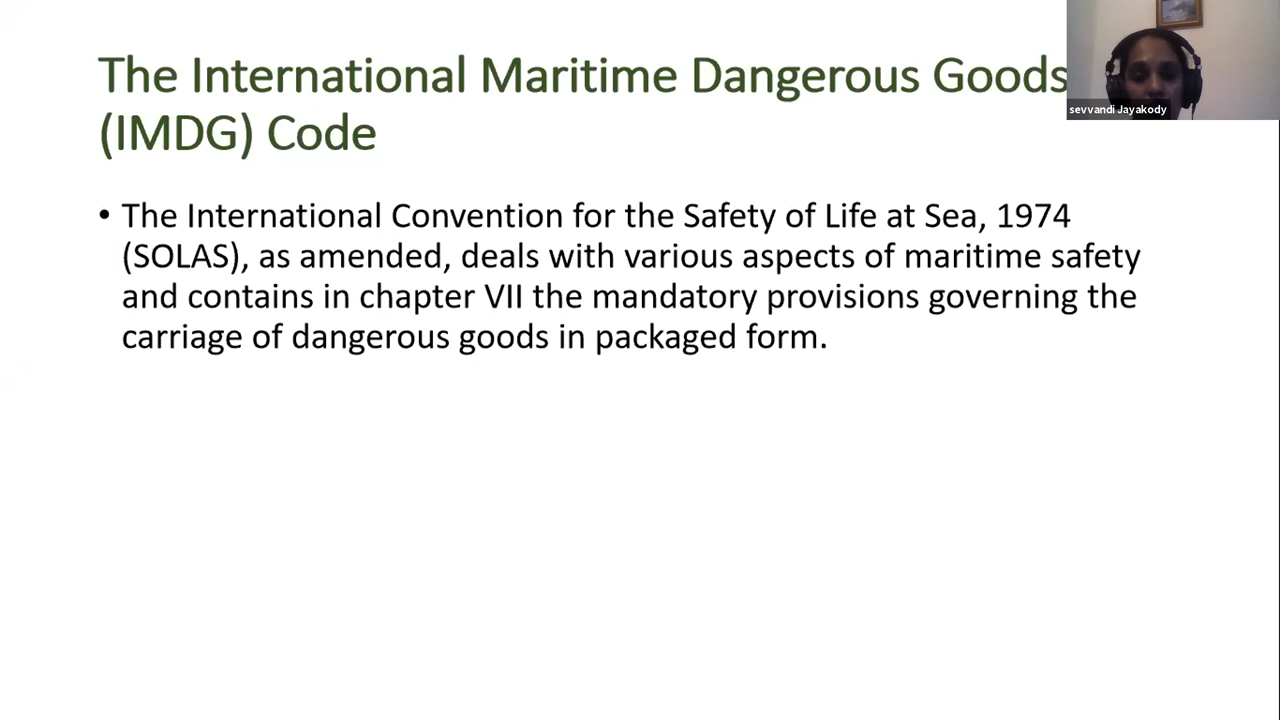 The International Maritime Dangerous Goods
(IMDG) Code
sevvandi Jayakody
• The International Convention for the Safety of Life at Sea, 1974
(SOLAS), as amended, deals with various aspects of maritime safety
and contains in chapter VII the mandatory provisions governing the
carriage of dangerous goods in packaged form.